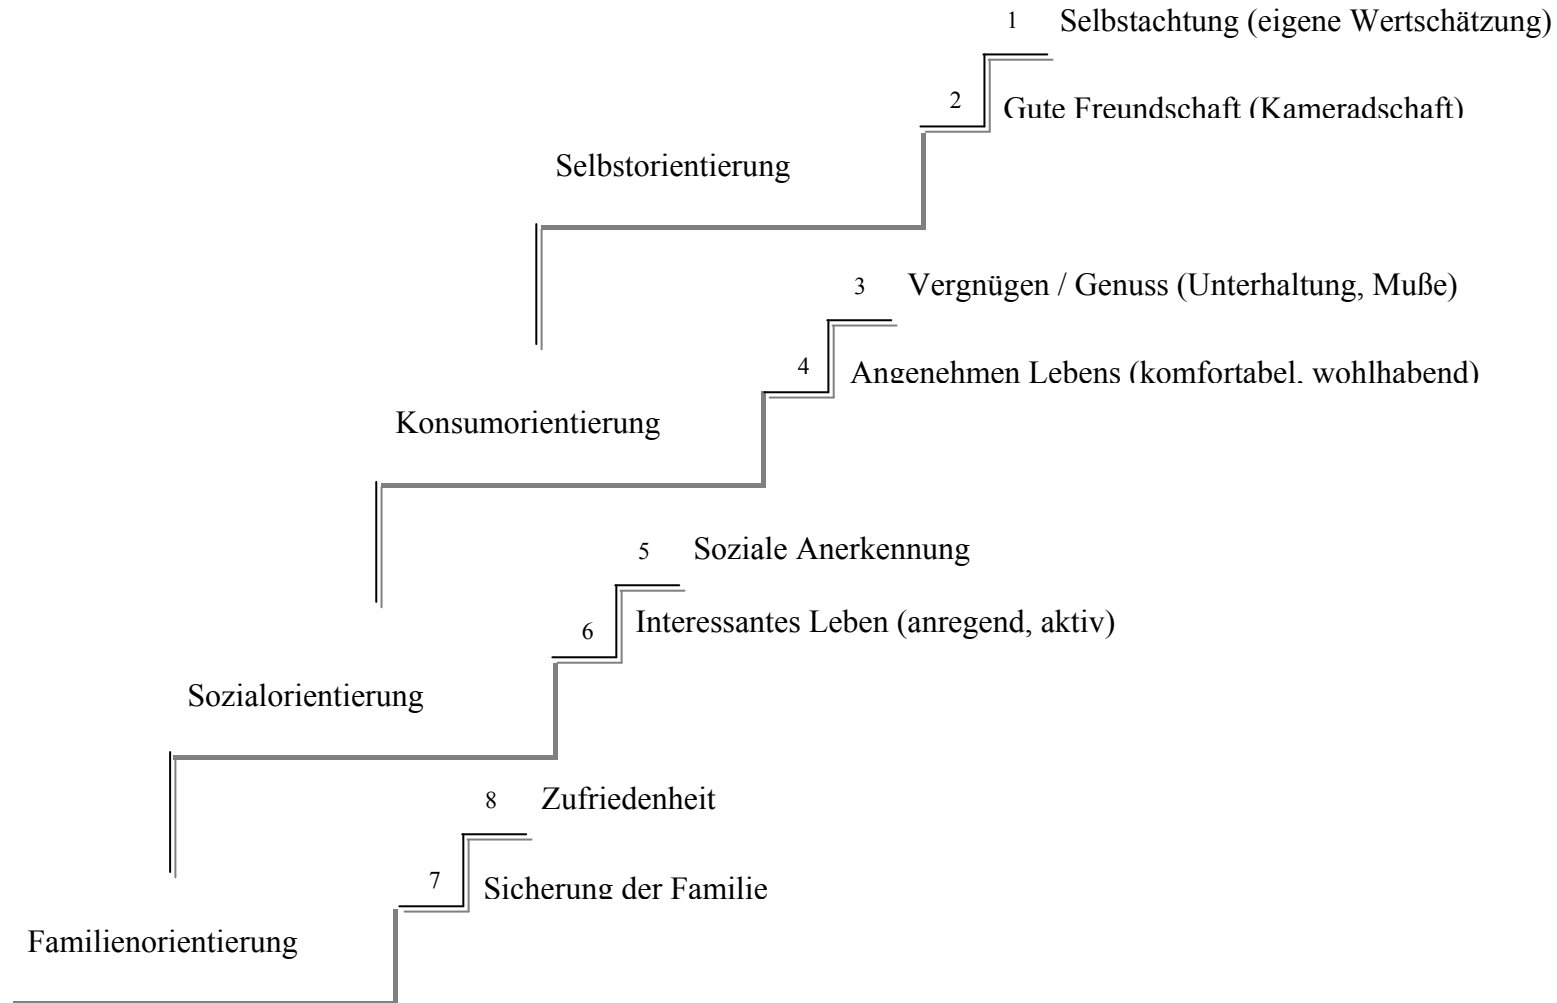 1 Selbstachtung (eigene Wertschätzung)
2 Gute Freundschaft (Kameradschaft)
Selbstorientierung
3 Vergnügen / Genuss (Unterhaltung, Muße)
4 Angenehmen Lebens (komfortabel, wohlhabend)
Konsumorientierung
5 Soziale Anerkennung
6 Interessantes Leben (anregend, aktiv)
Sozialorientierung
8 Zufriedenheit
7 Sicherung der Familie
Familienorientierung